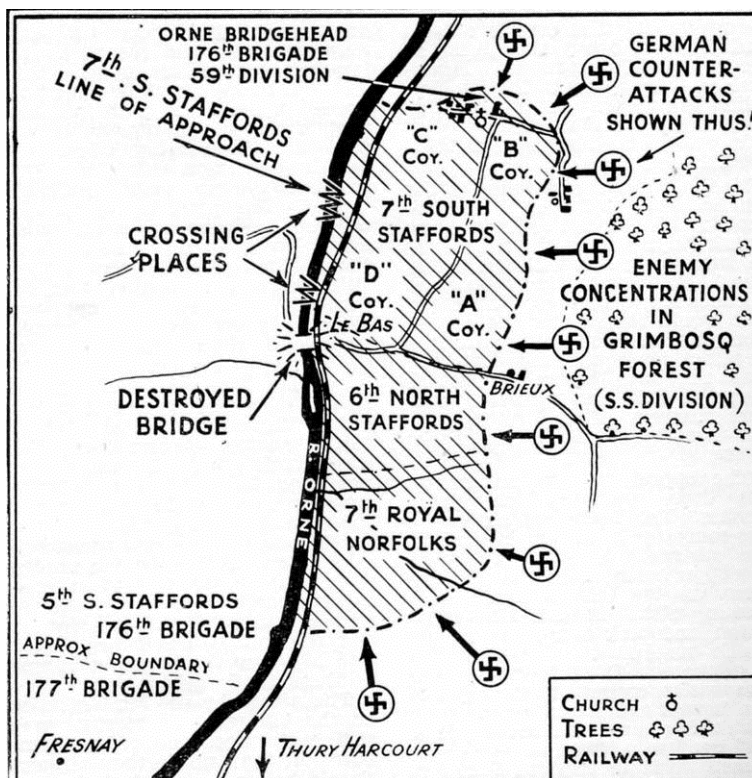 ORNE BRIDGEHEAD
176th BRIGADE
59th DIVISION
7th S. STAFFORDS
LINE OF APPROACH
GERMAN
COUNTER-
ATTACKS
SHOWN THUS
"C"
COY.
"B"
COY.
7th SOUTH
STAFFORDS
CROSSING
PLACES
"D"
COY.
"A"
COY.
LE BAS
ENEMY
CONCENTRATIONS
IN
GRIMBOSQ
FOREST
(S.S. DIVISION)
DESTROYED
BRIDGE
BRIEUX
6th NORTH
STAFFORDS
R. ORNE
7th ROYAL
NORFOLKS
5th S. STAFFORDS
176th BRIGADE
APPROX BOUNDARY
177th BRIGADE
FRESNAY
THURY HARCOURT
CHURCH
TREES
RAILWAY